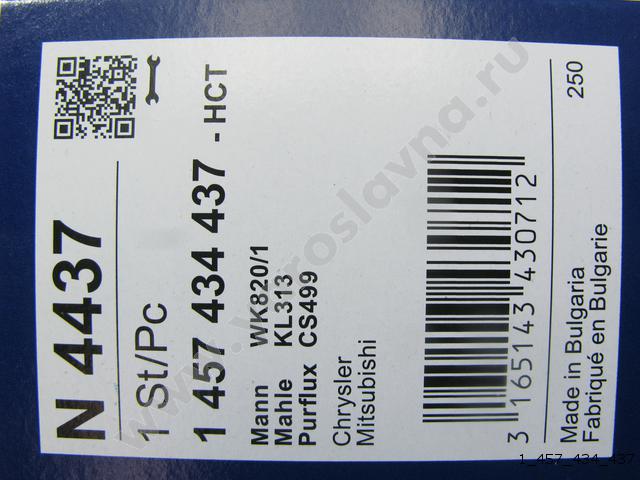 N 4437
1 St/Pc
1 457 434 437 - HCT
Mann WK820/1
Mahle KL313
Purflux CS499
Chrysler
Mitsubishi
3 165143 430712
250
Made in Bulgaria
Fabriqué en Bulgarie
www.yaroslavna.ru
1_457_434_437